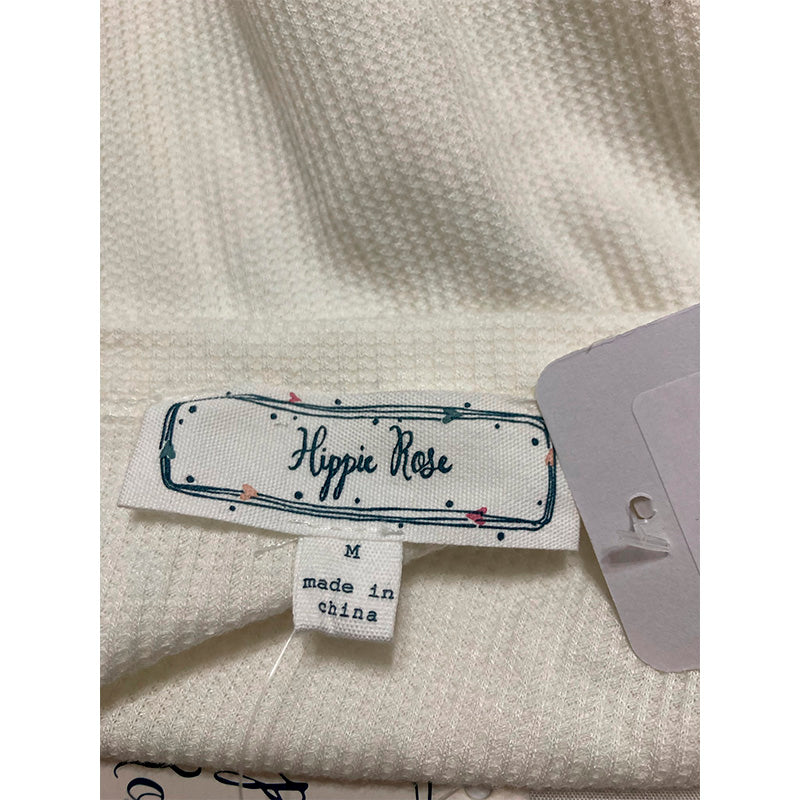 Hippie Rose
M
made in
china